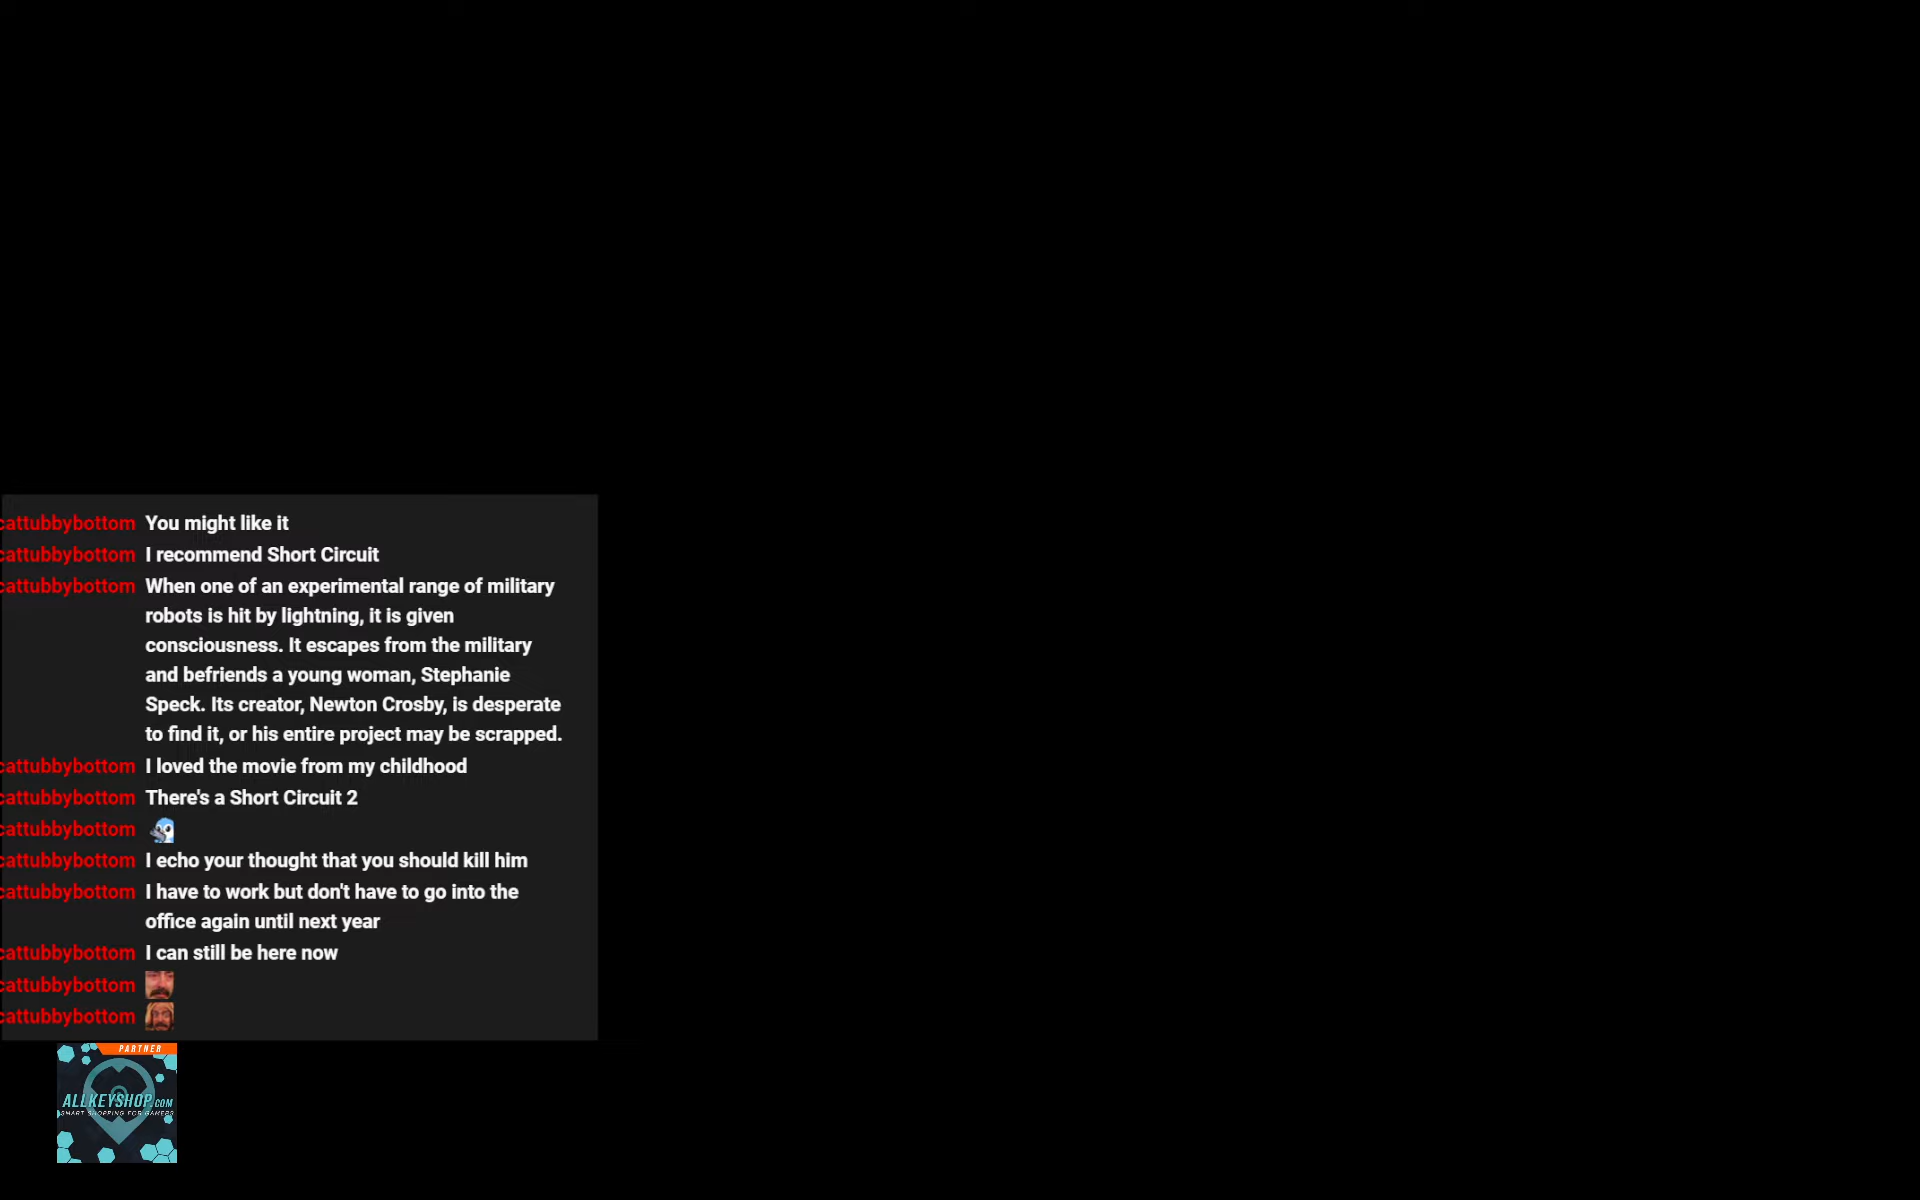 cattubbybottom You might like it
cattubbybottom I recommend Short Circuit
cattubbybottom When one of an experimental range of military
robots is hit by lightning, it is given
consciousness. It escapes from the military
and befriends a young woman, Stephanie
Speck. Its creator, Newton Crosby, is desperate
to find it, or his entire project may be scrapped.
cattubbybottom I loved the movie from my childhood
cattubbybottom There's a Short Circuit 2
cattubbybottom
cattubbybottom I echo your thought that you should kill him
cattubbybottom I have to work but don't have to go into the
office again until next year
cattubbybottom I can still be here now
cattubbybottom
cattubbybottom
PARTNER
ALLKEYSHOP.COM
SMART SHOPPING FOR GAMERS